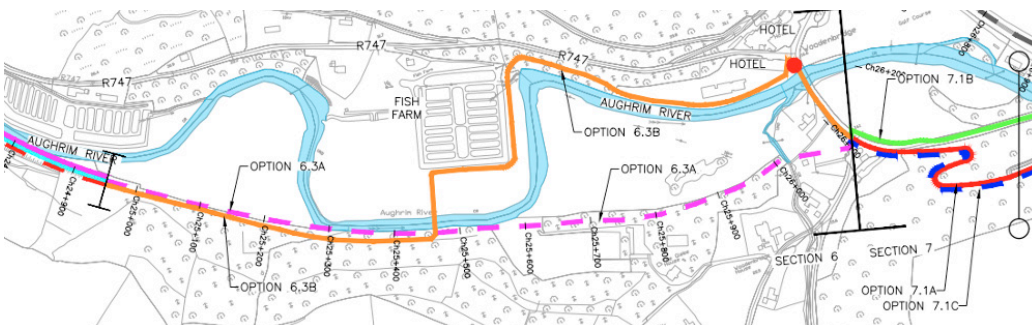 HOTEL
Woodenbridge
East Course
R747
R747
R747
HOTEL
Ch26+200
OPTION 7.1B
FISH
FARM
AUGHRIM RIVER
OPTION 6.3B
AUGHRIM RIVER
OPTION 6.3A
OPTION 6.3A
Ch24+900
Ch25+000
Ch25+100
Ch25+200
Ch25+300
Ch25+400
Ch25+500
Ch25+600
Ch25+700
Ch25+800
Ch25+900
Ch26+000
Aughrim River
OPTION 6.3B
SECTION 6
SECTION 7
OPTION 7.1A
OPTION 7.1C